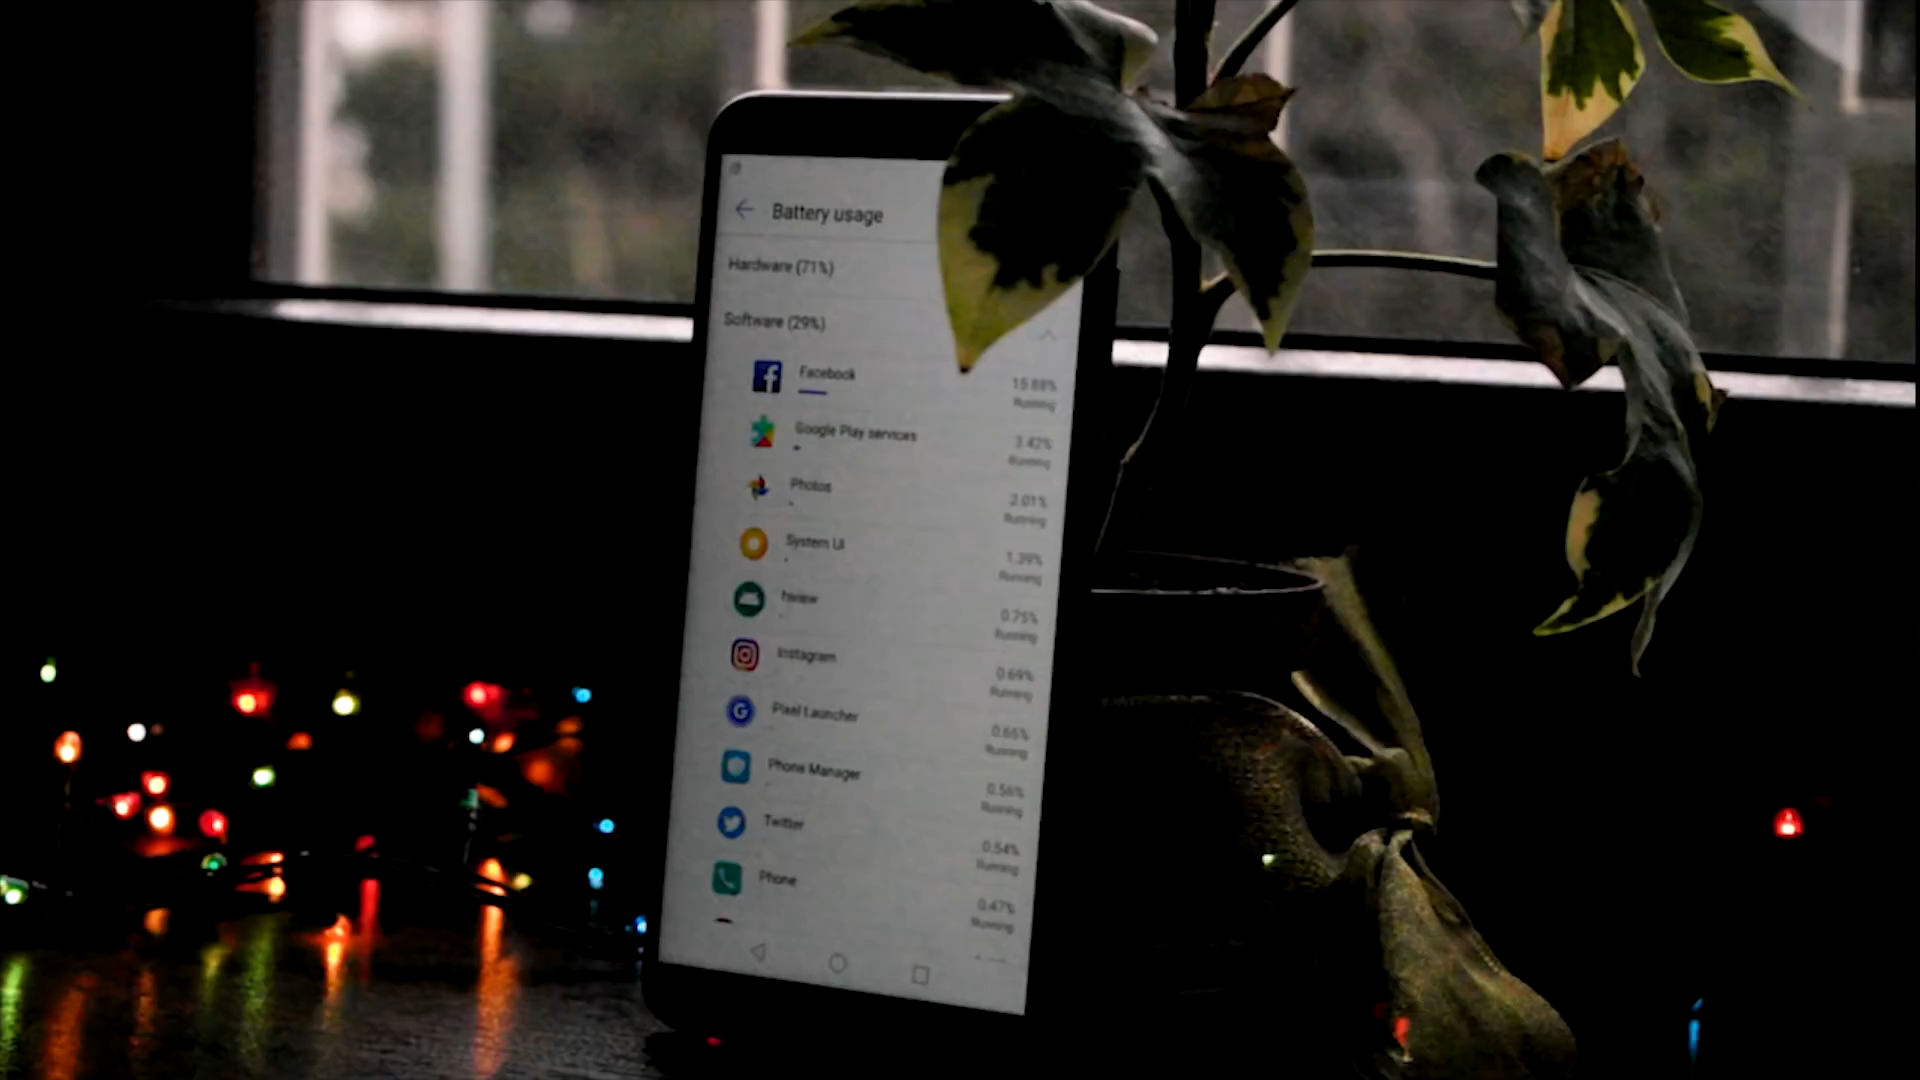 Battery usage
Hardware (71%)
Software (29%)
Facebook
15.88%
Running
Google Play services
3.42%
Running
Photos
2.01%
Running
System UI
1.39%
Running
hview
0.75%
Running
Instagram
0.69%
Running
Pixel Launcher
0.65%
Running
Phone Manager
0.56%
Running
Twitter
0.54%
Running
Phone
0.47%
Running